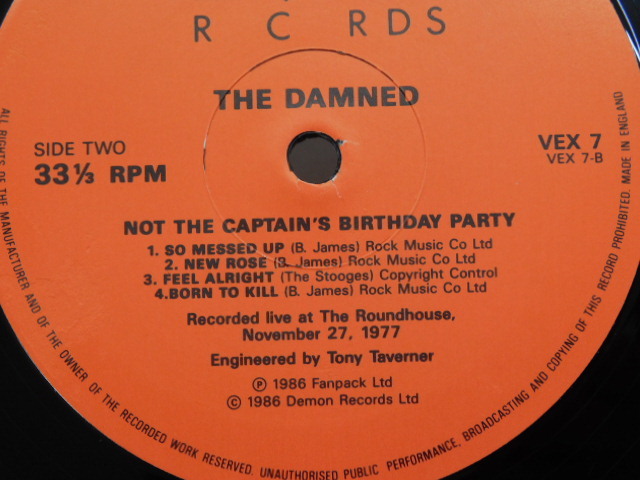 R C RDS
THE DAMNED
SIDE TWO
33⅓ RPM
VEX 7
VEX 7-B
NOT THE CAPTAIN'S BIRTHDAY PARTY
1. SO MESSED UP (B. James) Rock Music Co Ltd
2. NEW ROSE (B. James) Rock Music Co Ltd
3. FEEL ALRIGHT (The Stooges) Copyright Control
4.BORN TO KILL (B. James) Rock Music Co Ltd
Recorded live at The Roundhouse,
November 27, 1977
Engineered by Tony Taverner
℗ 1986 Fanpack Ltd
© 1986 Demon Records Ltd
ALL RIGHTS OF THE MANUFACTURER AND OF THE OWNER OF THE RECORDED WORK RESERVED. UNAUTHORISED PUBLIC PERFORMANCE, BROADCASTING AND COPYING OF THIS RECORD PROHIBITED. MADE IN ENGLAND